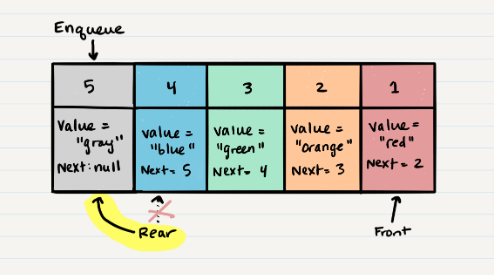 Enqueue
5 4 3 2 1
Value = "gray" Next: null
Value = "blue" Next = 5
Value = "green" Next = 4
Value = "orange" Next = 3
Value = "red" Next = 2
Rear
Front